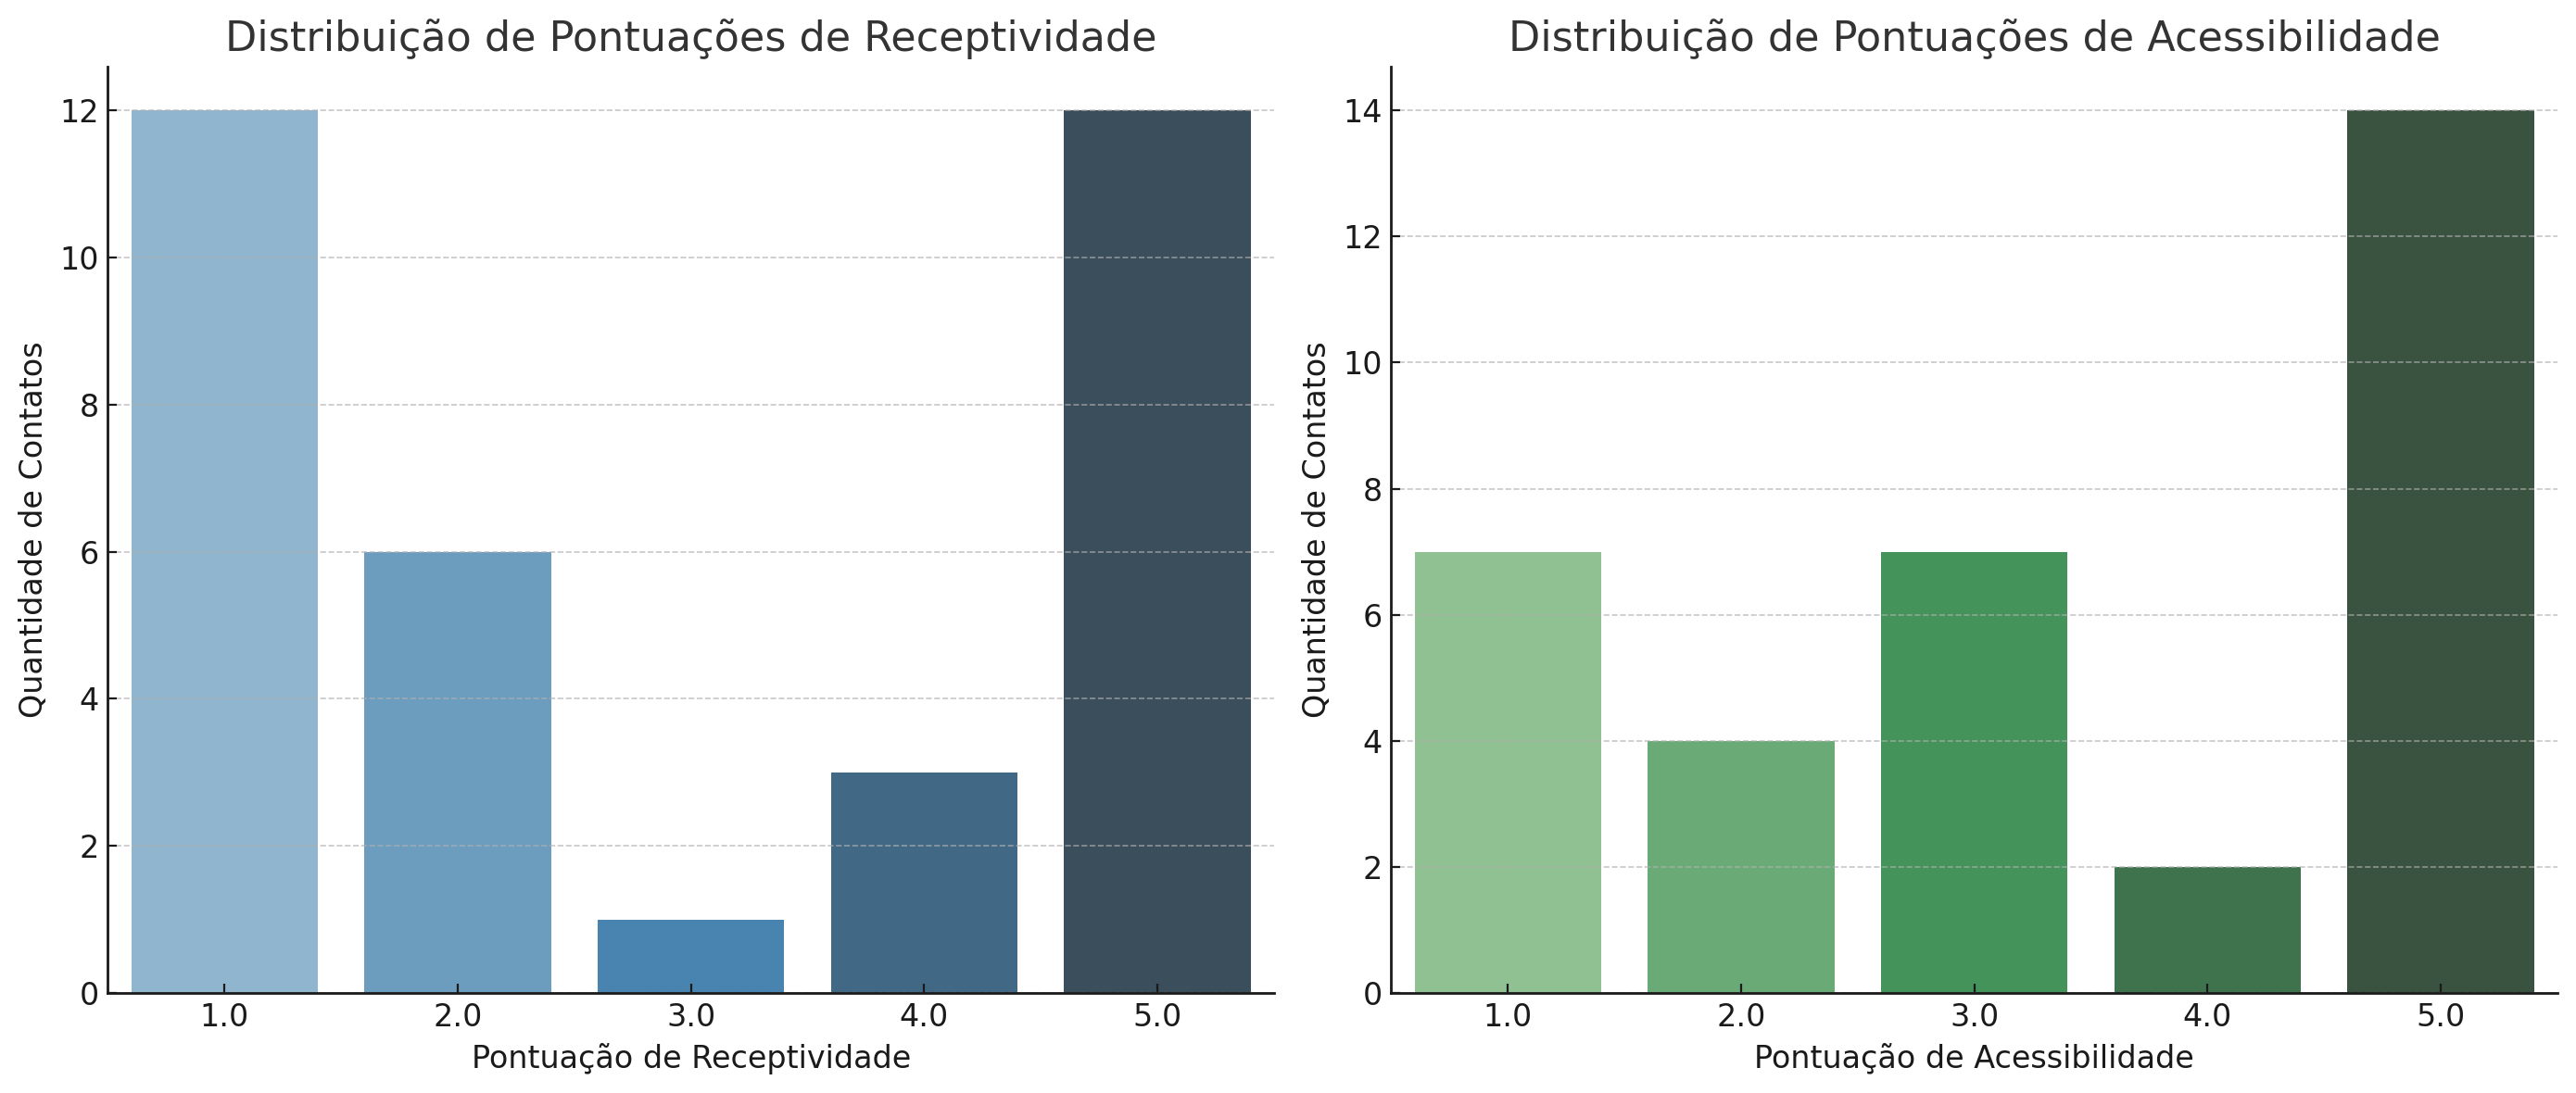 Distribuição de Pontuações de Receptividade
12
10
8
6
4
2
0
Quantidade de Contatos
1.0 2.0 3.0 4.0 5.0
Pontuação de Receptividade
Distribuição de Pontuações de Acessibilidade
14
12
10
8
6
4
2
0
Quantidade de Contatos
1.0 2.0 3.0 4.0 5.0
Pontuação de Acessibilidade